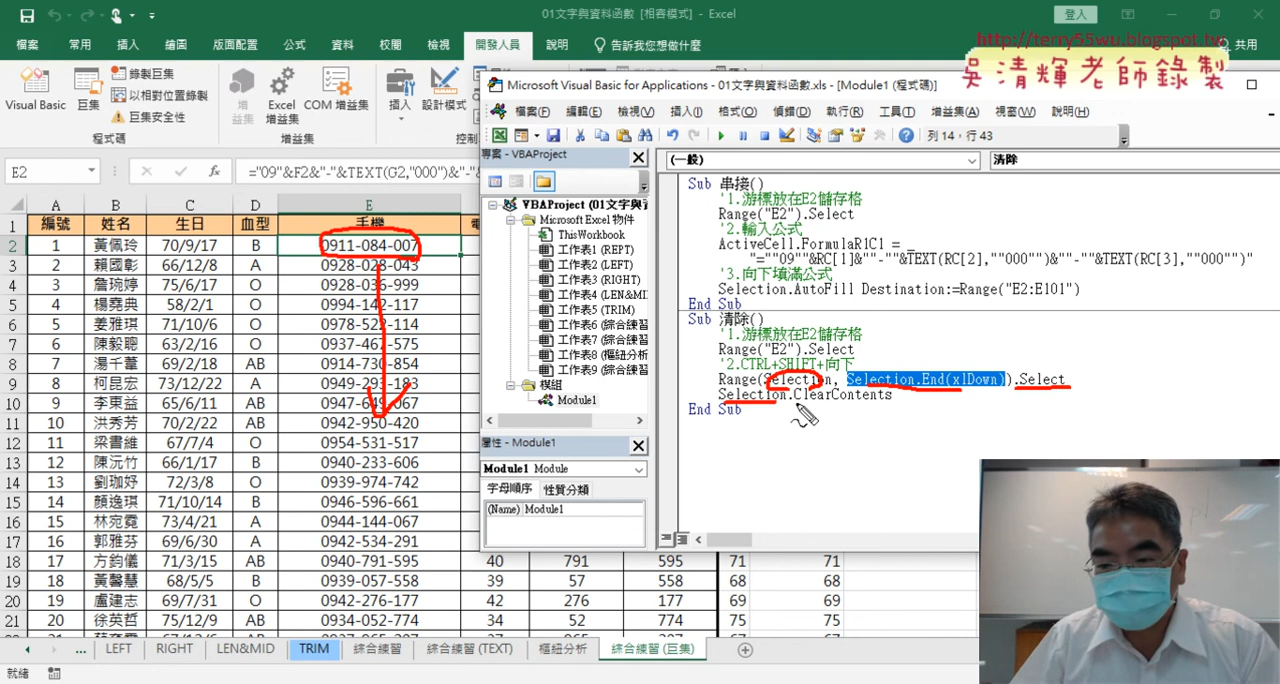 01文字與資料函數 [相容模式] - Excel
登入
檔案 常用 插入 繪圖 版面配置 公式 資料 校閱 檢視 開發人員 說明 告訴我您想做什麼 共用
http://terry55wu.blogspot.tw
吳清輝老師錄製
Visual Basic 巨集 錄製巨集 以相對位置錄製 巨集安全性
增益集 Excel 增益集 COM 增益集 插入 設計模式
程式碼 增益集
E2 fx ="09"&F2&"-"&TEXT(G2,"000")&"-"
Microsoft Visual Basic for Applications - 01文字與資料函數.xls - [Module1 (程式碼)]
檔案(F) 編輯(E) 檢視(V) 插入(I) 格式(O) 偵錯(D) 執行(R) 工具(T) 增益集(A) 視窗(W) 說明(H)
列 14，行 43
專案 - VBAProject
VBAProject (01文字與
Microsoft Excel 物件
ThisWorkbook
工作表1 (REPT)
工作表2 (LEFT)
工作表3 (RIGHT)
工作表4 (LEN&MID
工作表5 (TRIM)
工作表6 (綜合練習
工作表7 (綜合練習
工作表8 (樞紐分析
工作表9 (綜合練習
模組
Module1
屬性 - Module1
Module1 Module
字母順序 性質分類
(Name) Module1
(一般) 清除
Sub 串接()
'1.游標放在E2儲存格
Range("E2").Select
'2.輸入公式
ActiveCell.FormulaR1C1 = _
"=""09""&RC[1]&""-""&TEXT(RC[2],""000"")&""-""&TEXT(RC[3],""000"")"
'3.向下填滿公式
Selection.AutoFill Destination:=Range("E2:E101")
End Sub
Sub 清除()
'1.游標放在E2儲存格
Range("E2").Select
'2.CTRL+SHIFT+向下
Range(Selection, Selection.End(xlDown)).Select
Selection.ClearContents
End Sub
A B C D E
1 編號 姓名 生日 血型 手機
2 1 黃佩玲 70/9/17 B 0911-084-007
3 2 賴國彰 66/12/8 A 0928-028-043
4 3 詹琬婷 75/6/17 O 0928-036-999
5 4 楊堯典 58/2/1 O 0994-142-117
6 5 姜雅琪 71/10/6 O 0978-522-114
7 6 陳毅聰 63/2/16 O 0937-462-575
8 7 湯千葦 69/2/18 AB 0914-730-854
9 8 柯昆宏 73/12/22 A 0949-293-183
10 9 李東益 65/6/11 AB 0947-649-067
11 10 洪秀芳 70/2/22 AB 0942-950-420
12 11 梁書維 67/7/4 O 0954-531-517
13 12 陳沅竹 66/1/17 B 0940-233-606
14 13 劉珈妤 72/3/8 O 0939-974-742
15 14 顏逸琪 71/10/14 B 0946-596-661
16 15 林宛霓 73/4/21 A 0944-144-067
17 16 郭雅芬 69/6/30 A 0942-534-291
18 17 方鈞儀 71/3/15 AB 0940-791-595 40 791 595 71 71
19 18 黃馨慧 68/5/5 B 0939-057-558 39 57 558 68 68
20 19 盧建志 69/7/31 O 0942-276-177 42 276 177 69 69
21 20 徐英哲 75/12/9 AB 0934-052-774 34 52 774 75 75
... LEFT RIGHT LEN&MID TRIM 綜合練習 綜合練習 (TEXT) 樞紐分析 綜合練習 (巨集)
就緒